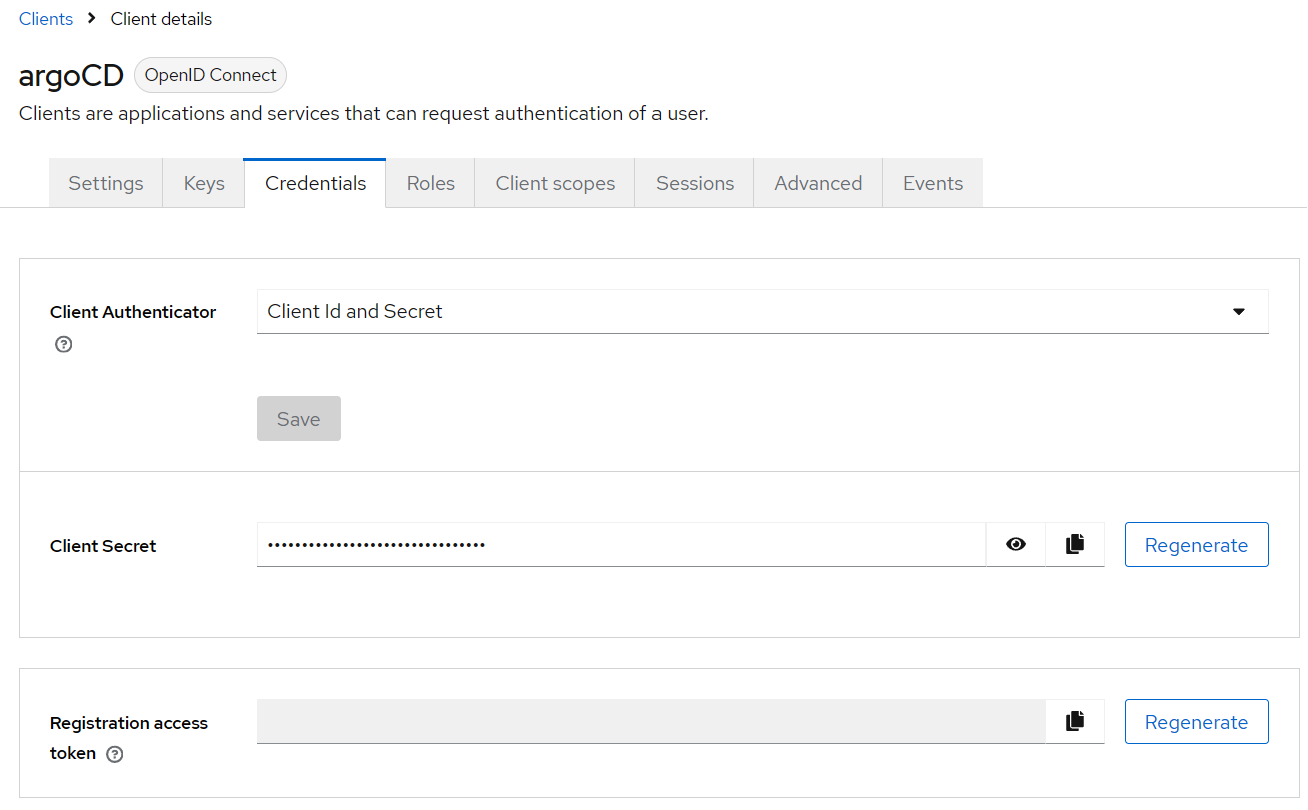 Clients > Client details
argoCD OpenID Connect
Clients are applications and services that can request authentication of a user.
Settings Keys Credentials Roles Client scopes Sessions Advanced Events
Client Authenticator Client Id and Secret
Save
Client Secret •••••••••••••••••••••••••••••••• Regenerate
Registration access
token
Regenerate